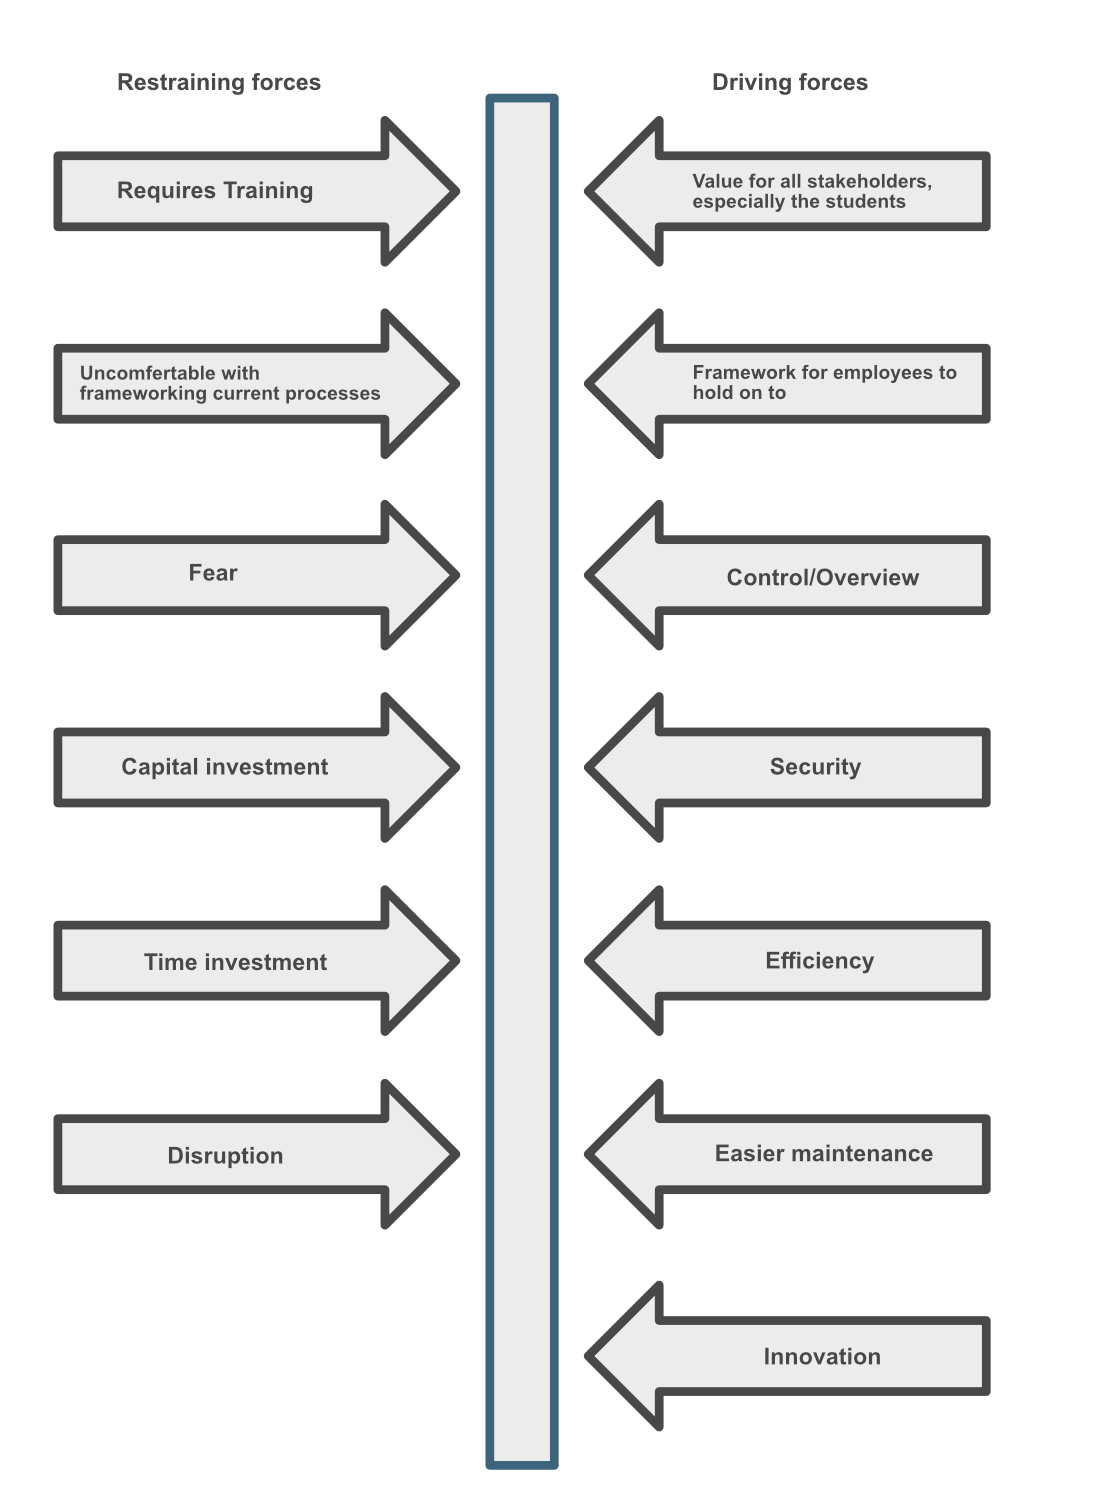 Restraining forces
Driving forces
Requires Training
Value for all stakeholders,
especially the students
Uncomfertable with
frameworking current processes
Framework for employees to
hold on to
Fear
Control/Overview
Capital investment
Security
Time investment
Efficiency
Disruption
Easier maintenance
Innovation